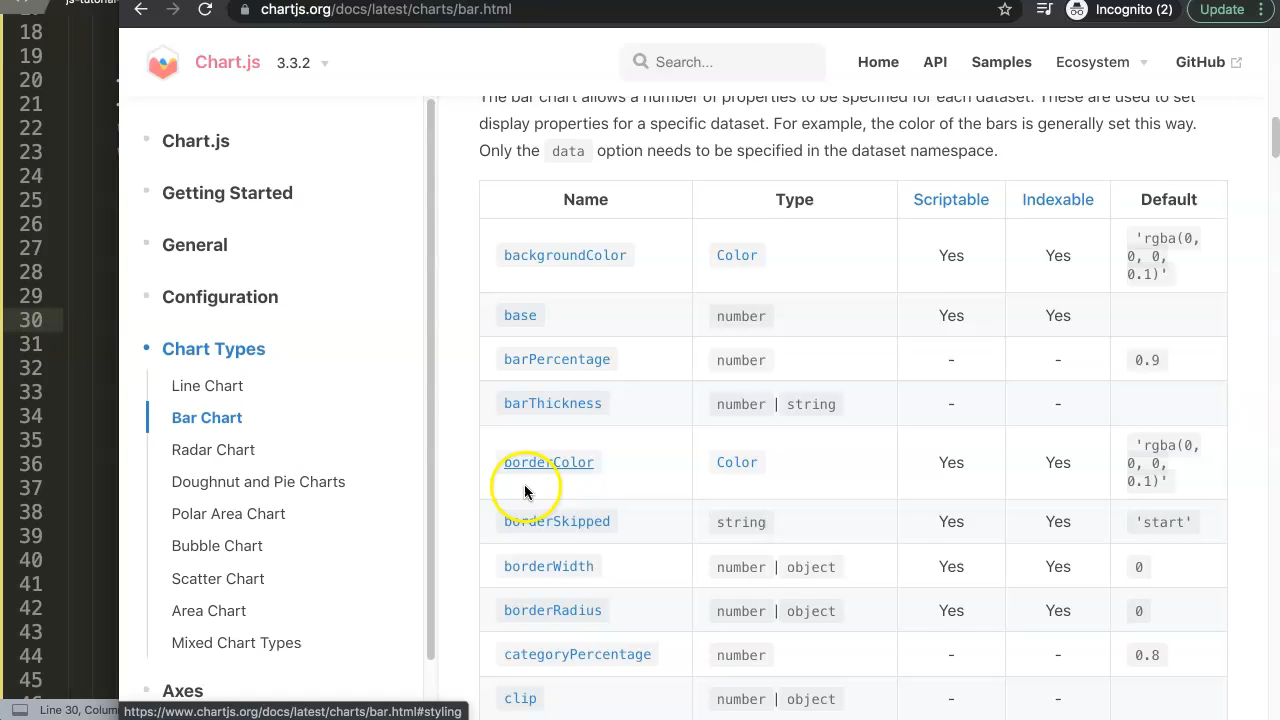 js-tutorial
18
19
20
21
22
23
24
25
26
27
28
29
30
31
32
33
34
35
36
37
38
39
40
41
42
43
44
45
Line 30, Colum
chartjs.org/docs/latest/charts/bar.html
Incognito (2)
Update
Chart.js 3.3.2
Search...
Home API Samples Ecosystem GitHub
Chart.js
Getting Started
General
Configuration
Chart Types
Line Chart
Bar Chart
Radar Chart
Doughnut and Pie Charts
Polar Area Chart
Bubble Chart
Scatter Chart
Area Chart
Mixed Chart Types
Axes
The bar chart allows a number of properties to be specified for each dataset. These are used to set
display properties for a specific dataset. For example, the color of the bars is generally set this way.
Only the data option needs to be specified in the dataset namespace.
Name Type Scriptable Indexable Default
backgroundColor Color Yes Yes 'rgba(0,
0, 0,
0.1)'
base number Yes Yes
barPercentage number - - 0.9
barThickness number | string - -
borderColor Color Yes Yes 'rgba(0,
0, 0,
0.1)'
borderSkipped string Yes Yes 'start'
borderWidth number | object Yes Yes 0
borderRadius number | object Yes Yes 0
categoryPercentage number - - 0.8
clip number | object - -
https://www.chartjs.org/docs/latest/charts/bar.html#styling